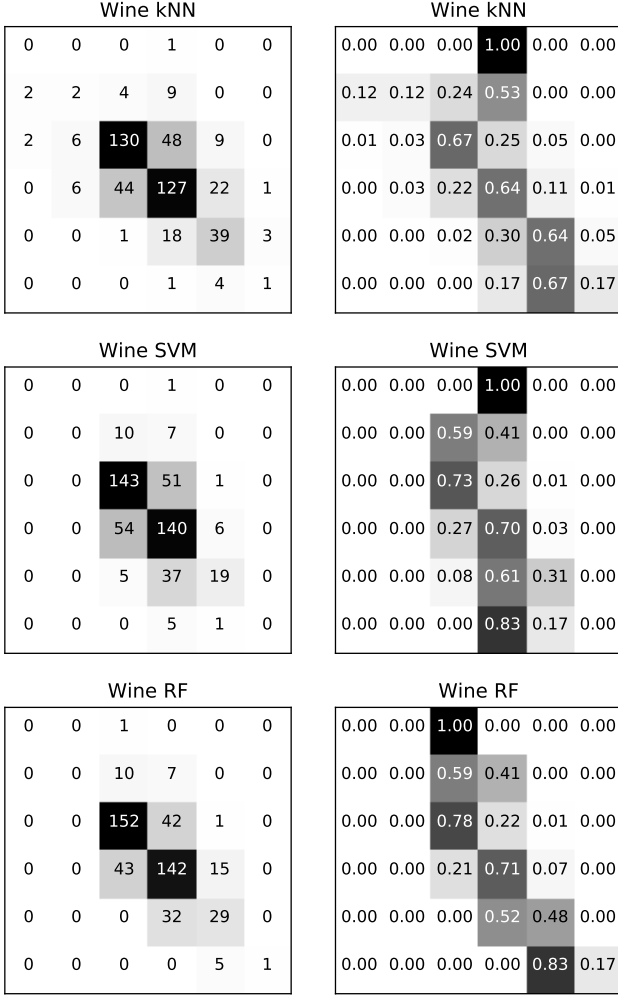 Wine kNN Wine kNN
0 0 0 1 0 0 0.00 0.00 0.00 1.00 0.00 0.00
2 2 4 9 0 0 0.12 0.12 0.24 0.53 0.00 0.00
2 6 130 48 9 0 0.01 0.03 0.67 0.25 0.05 0.00
0 6 44 127 22 1 0.00 0.03 0.22 0.64 0.11 0.01
0 0 1 18 39 3 0.00 0.00 0.02 0.30 0.64 0.05
0 0 0 1 4 1 0.00 0.00 0.00 0.17 0.67 0.17
Wine SVM Wine SVM
0 0 0 1 0 0 0.00 0.00 0.00 1.00 0.00 0.00
0 0 10 7 0 0 0.00 0.00 0.59 0.41 0.00 0.00
0 0 143 51 1 0 0.00 0.00 0.73 0.26 0.01 0.00
0 0 54 140 6 0 0.00 0.00 0.27 0.70 0.03 0.00
0 0 5 37 19 0 0.00 0.00 0.08 0.61 0.31 0.00
0 0 0 5 1 0 0.00 0.00 0.00 0.83 0.17 0.00
Wine RF Wine RF
0 0 1 0 0 0 0.00 0.00 1.00 0.00 0.00 0.00
0 0 10 7 0 0 0.00 0.00 0.59 0.41 0.00 0.00
0 0 152 42 1 0 0.00 0.00 0.78 0.22 0.01 0.00
0 0 43 142 15 0 0.00 0.00 0.21 0.71 0.07 0.00
0 0 0 32 29 0 0.00 0.00 0.00 0.52 0.48 0.00
0 0 0 0 5 1 0.00 0.00 0.00 0.00 0.83 0.17